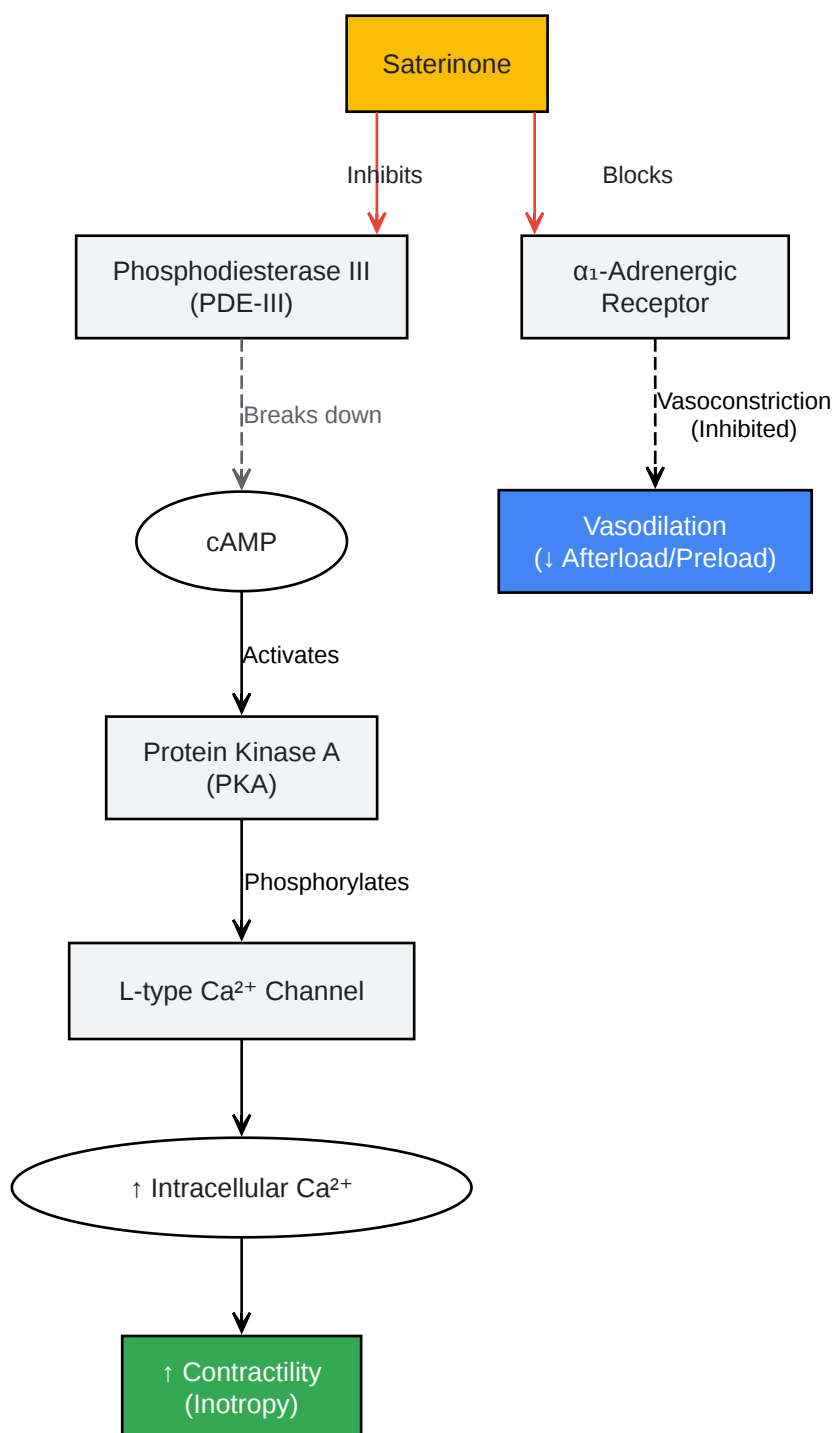 Saterinone
Inhibits
Blocks
Phosphodiesterase III
(PDE-III)
α₁-Adrenergic
Receptor
Breaks down
Vasoconstriction
(Inhibited)
cAMP
Vasodilation
(↓ Afterload/Preload)
Activates
Protein Kinase A
(PKA)
Phosphorylates
L-type Ca²⁺ Channel
↑ Intracellular Ca²⁺
↑ Contractility
(Inotropy)